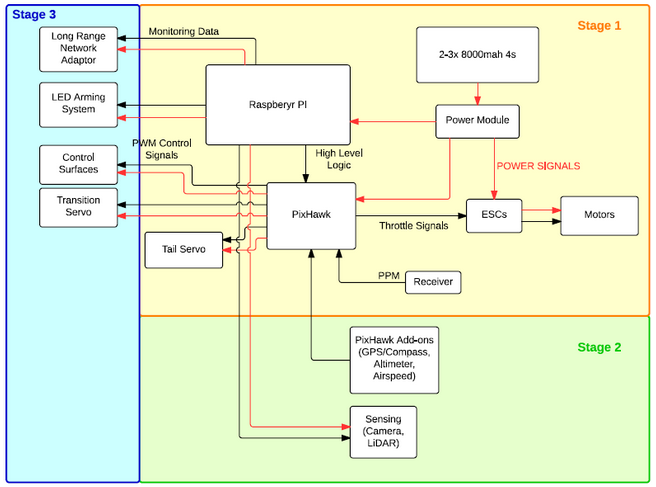 Stage 3
Stage 1
Long Range
Network
Adaptor
Monitoring Data
2-3x 8000mah 4s
LED Arming
System
Raspberyr PI
Power Module
PWM Control
Signals
High Level
Logic
POWER SIGNALS
Control
Surfaces
Transition
Servo
PixHawk
Throttle Signals
ESCs
Motors
Tail Servo
PPM
Receiver
Stage 2
PixHawk Add-ons
(GPS/Compass,
Altimeter,
Airspeed)
Sensing
(Camera,
LiDAR)